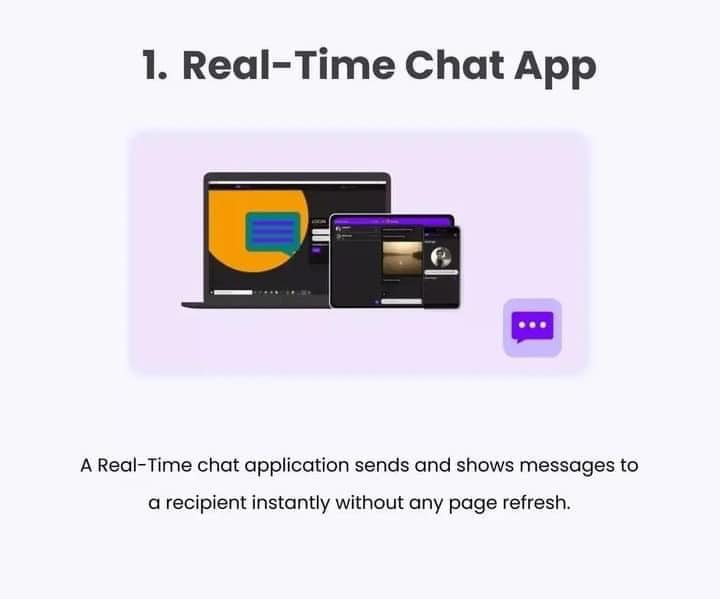 1. Real-Time Chat App
LOGIN
A Real-Time chat application sends and shows messages to
a recipient instantly without any page refresh.